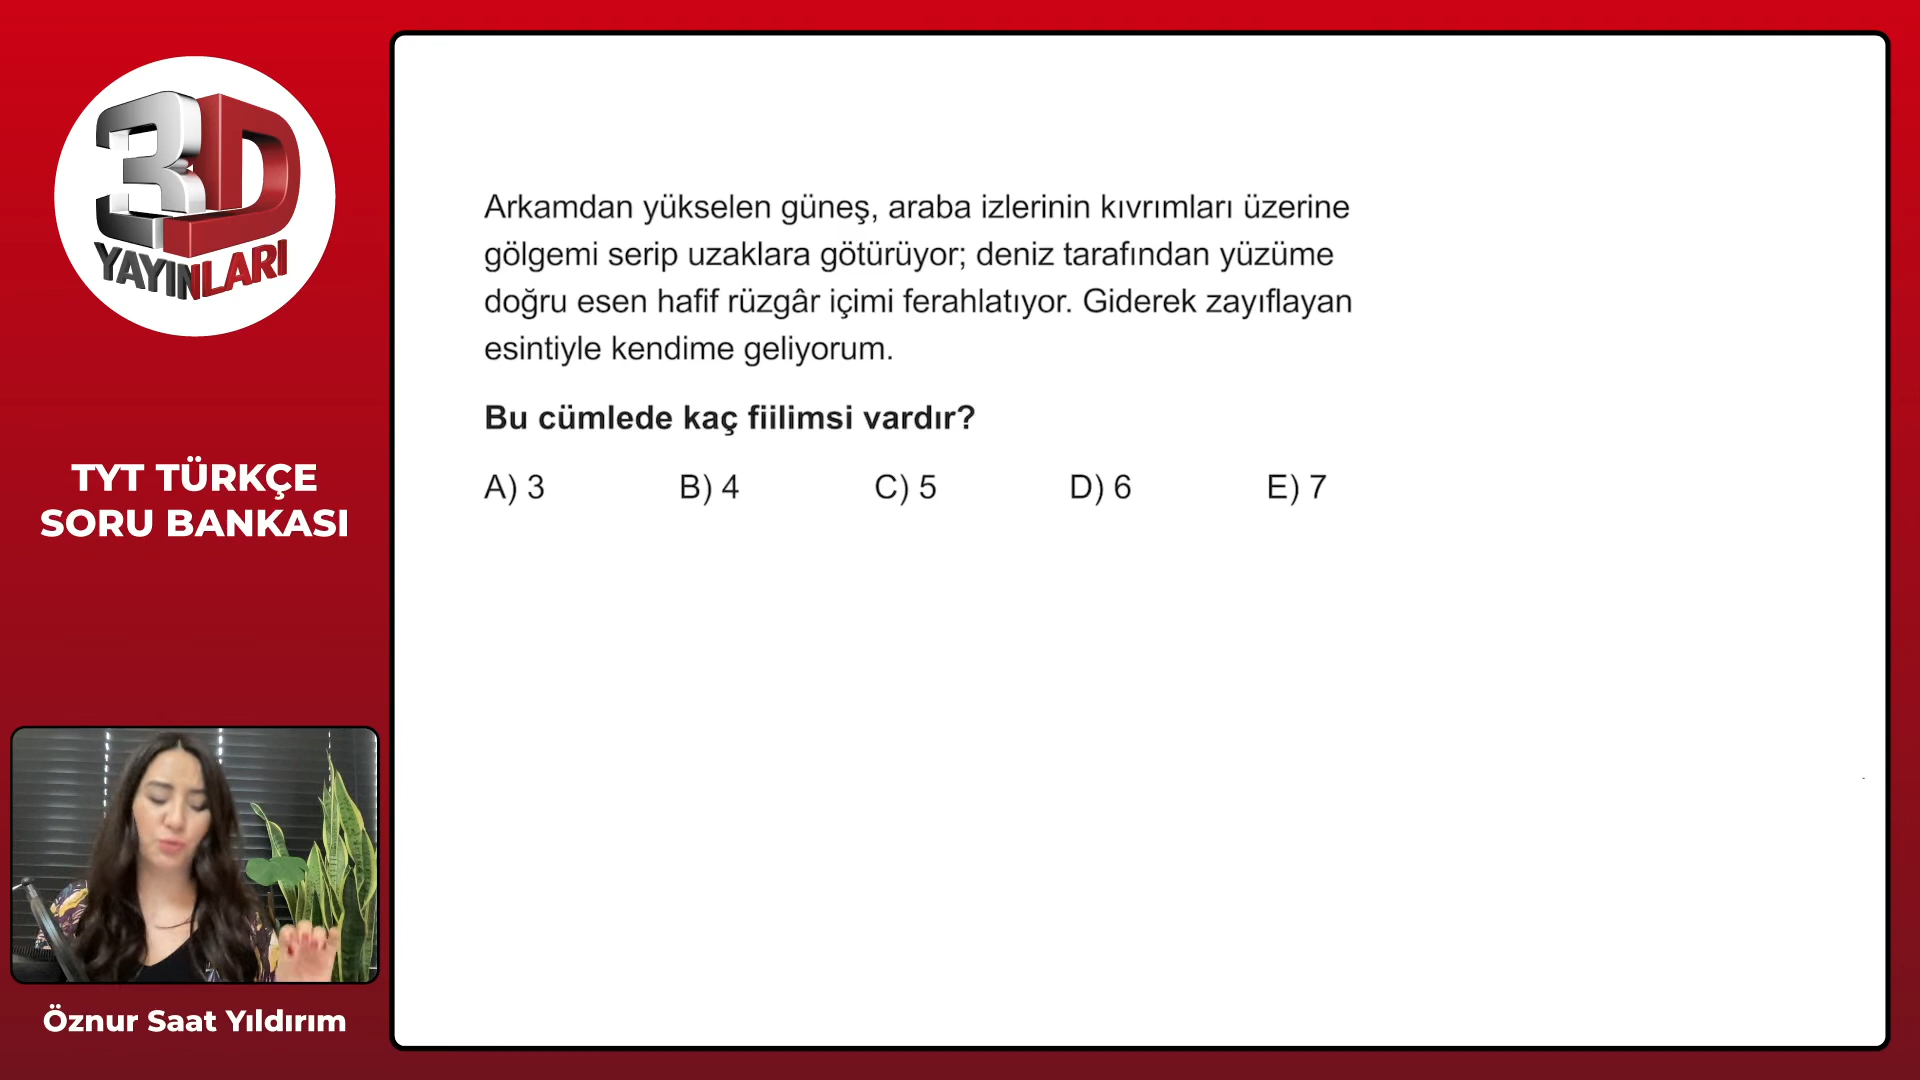 3D
YAYINLARI
TYT TÜRKÇE
SORU BANKASI
Öznur Saat Yıldırım
Arkamdan yükselen güneş, araba izlerinin kıvrımları üzerine
gölgemi serip uzaklara götürüyor; deniz tarafından yüzüme
doğru esen hafif rüzgâr içimi ferahlatıyor. Giderek zayıflayan
esintiyle kendime geliyorum.
Bu cümlede kaç fiilimsi vardır?
A) 3 B) 4 C) 5 D) 6 E) 7